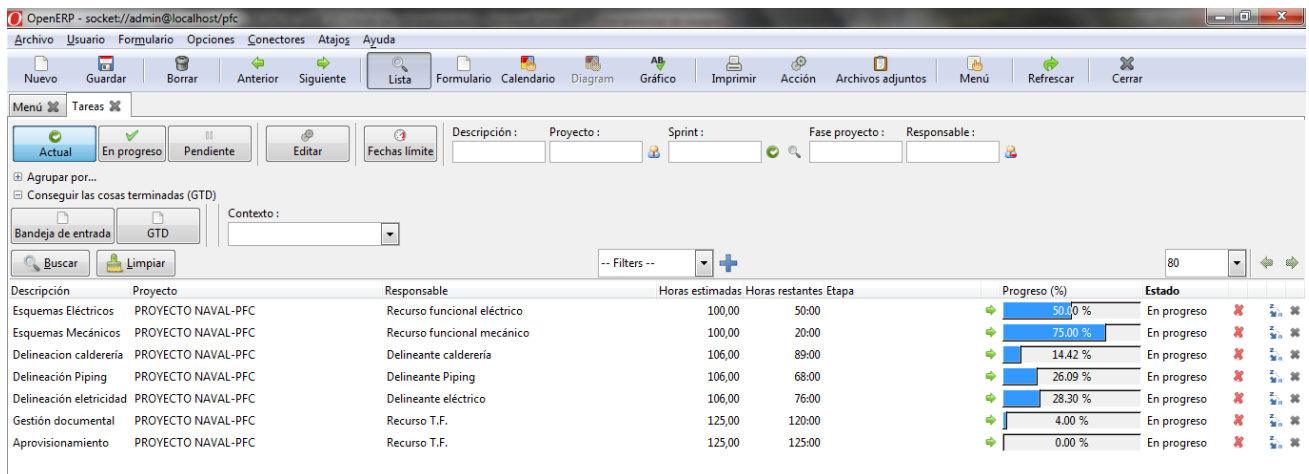 OpenERP - socket://admin@localhost/pfc
Archivo Usuario Formulario Opciones Conectores Atajos Ayuda
Nuevo Guardar Borrar Anterior Siguiente Lista Formulario Calendario Diagram Gráfico Imprimir Acción Archivos adjuntos Menú Refrescar Cerrar
Menú Tareas
Descripción : Proyecto : Sprint : Fase proyecto : Responsable :
Actual En progreso Pendiente Editar Fechas límite
Agrupar por...
Conseguir las cosas terminadas (GTD)
Contexto :
Bandeja de entrada GTD
Buscar Limpiar -- Filters -- 80
Descripción Proyecto Responsable Horas estimadas Horas restantes Etapa Progreso (%) Estado
Esquemas Eléctricos PROYECTO NAVAL-PFC Recurso funcional eléctrico 100,00 50:00 50.00 % En progreso
Esquemas Mecánicos PROYECTO NAVAL-PFC Recurso funcional mecánico 100,00 20:00 75.00 % En progreso
Delineacion calderería PROYECTO NAVAL-PFC Delineante calderería 106,00 89:00 14.42 % En progreso
Delineación Piping PROYECTO NAVAL-PFC Delineante Piping 106,00 68:00 26.09 % En progreso
Delineación eletricidad PROYECTO NAVAL-PFC Delineante eléctrico 106,00 76:00 28.30 % En progreso
Gestión documental PROYECTO NAVAL-PFC Recurso T.F. 125,00 120:00 4.00 % En progreso
Aprovisionamiento PROYECTO NAVAL-PFC Recurso T.F. 125,00 125:00 0.00 % En progreso